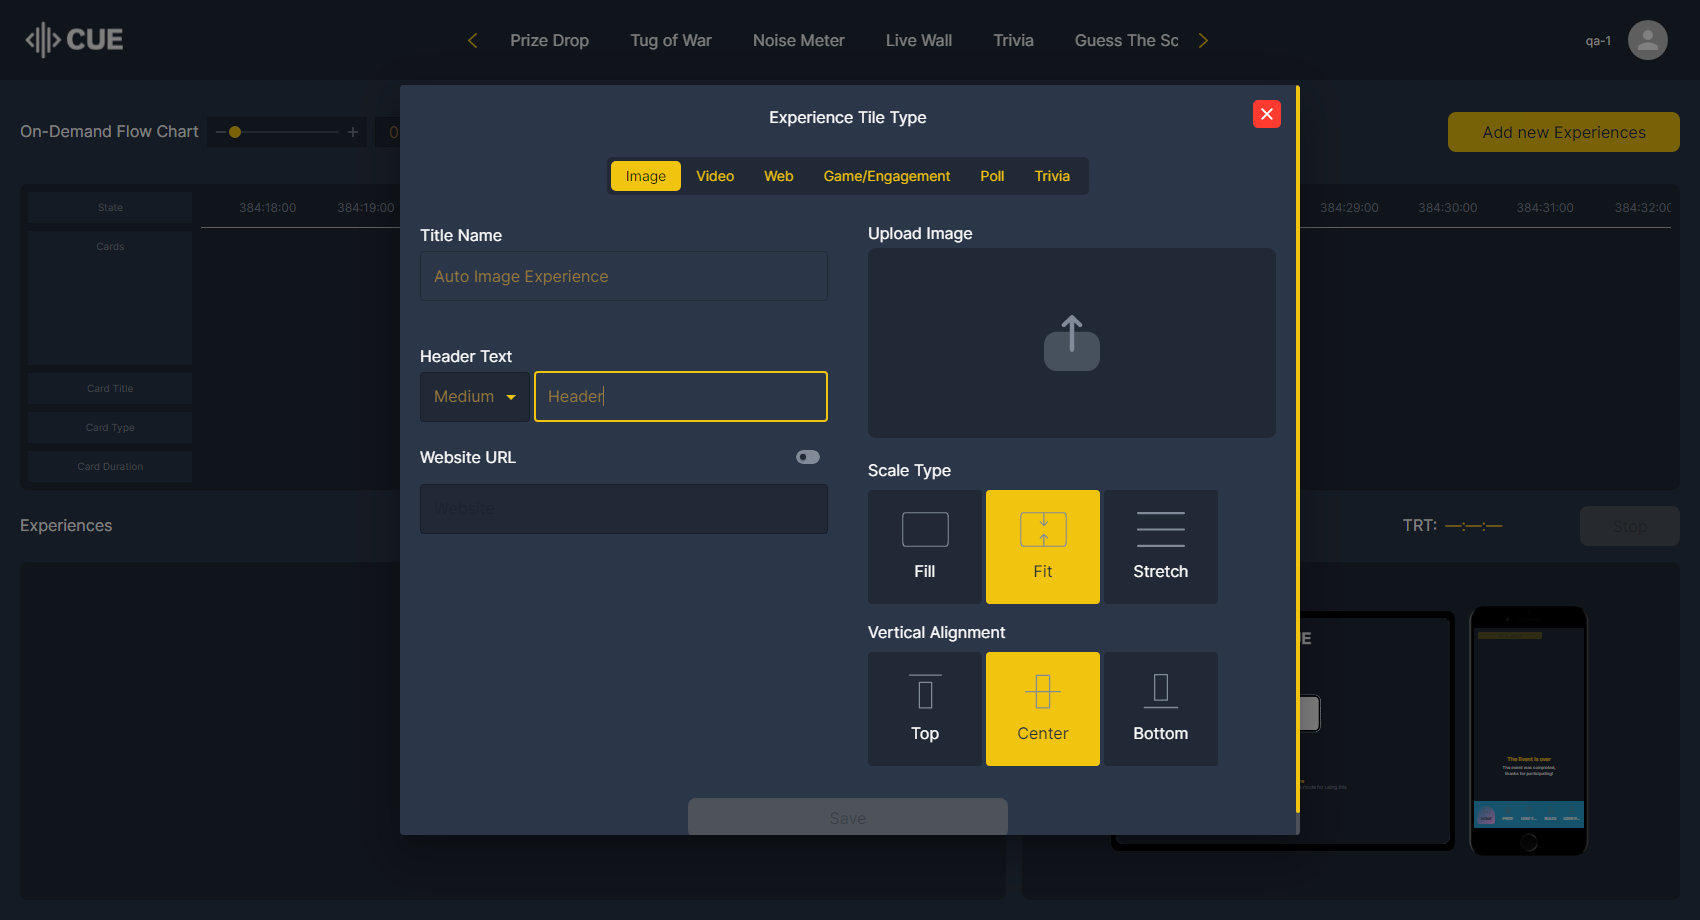 CUE
Prize Drop
Tug of War
Noise Meter
Live Wall
Trivia
Guess The Sc
qa-1
On-Demand Flow Chart
0
Add new Experiences
State
384:18:00
384:19:00
384:29:00
384:30:00
384:31:00
384:32:00
Cards
Card Title
Card Type
Card Duration
Experiences
TRT: —:—:—
Stop
Experience Tile Type
Image
Video
Web
Game/Engagement
Poll
Trivia
Title Name
Auto Image Experience
Header Text
Medium
Header
Website URL
Website
Upload Image
Scale Type
Fill
Fit
Stretch
Vertical Alignment
Top
Center
Bottom
Save
UE
The Event is over
The event was completed,
thanks for participating!